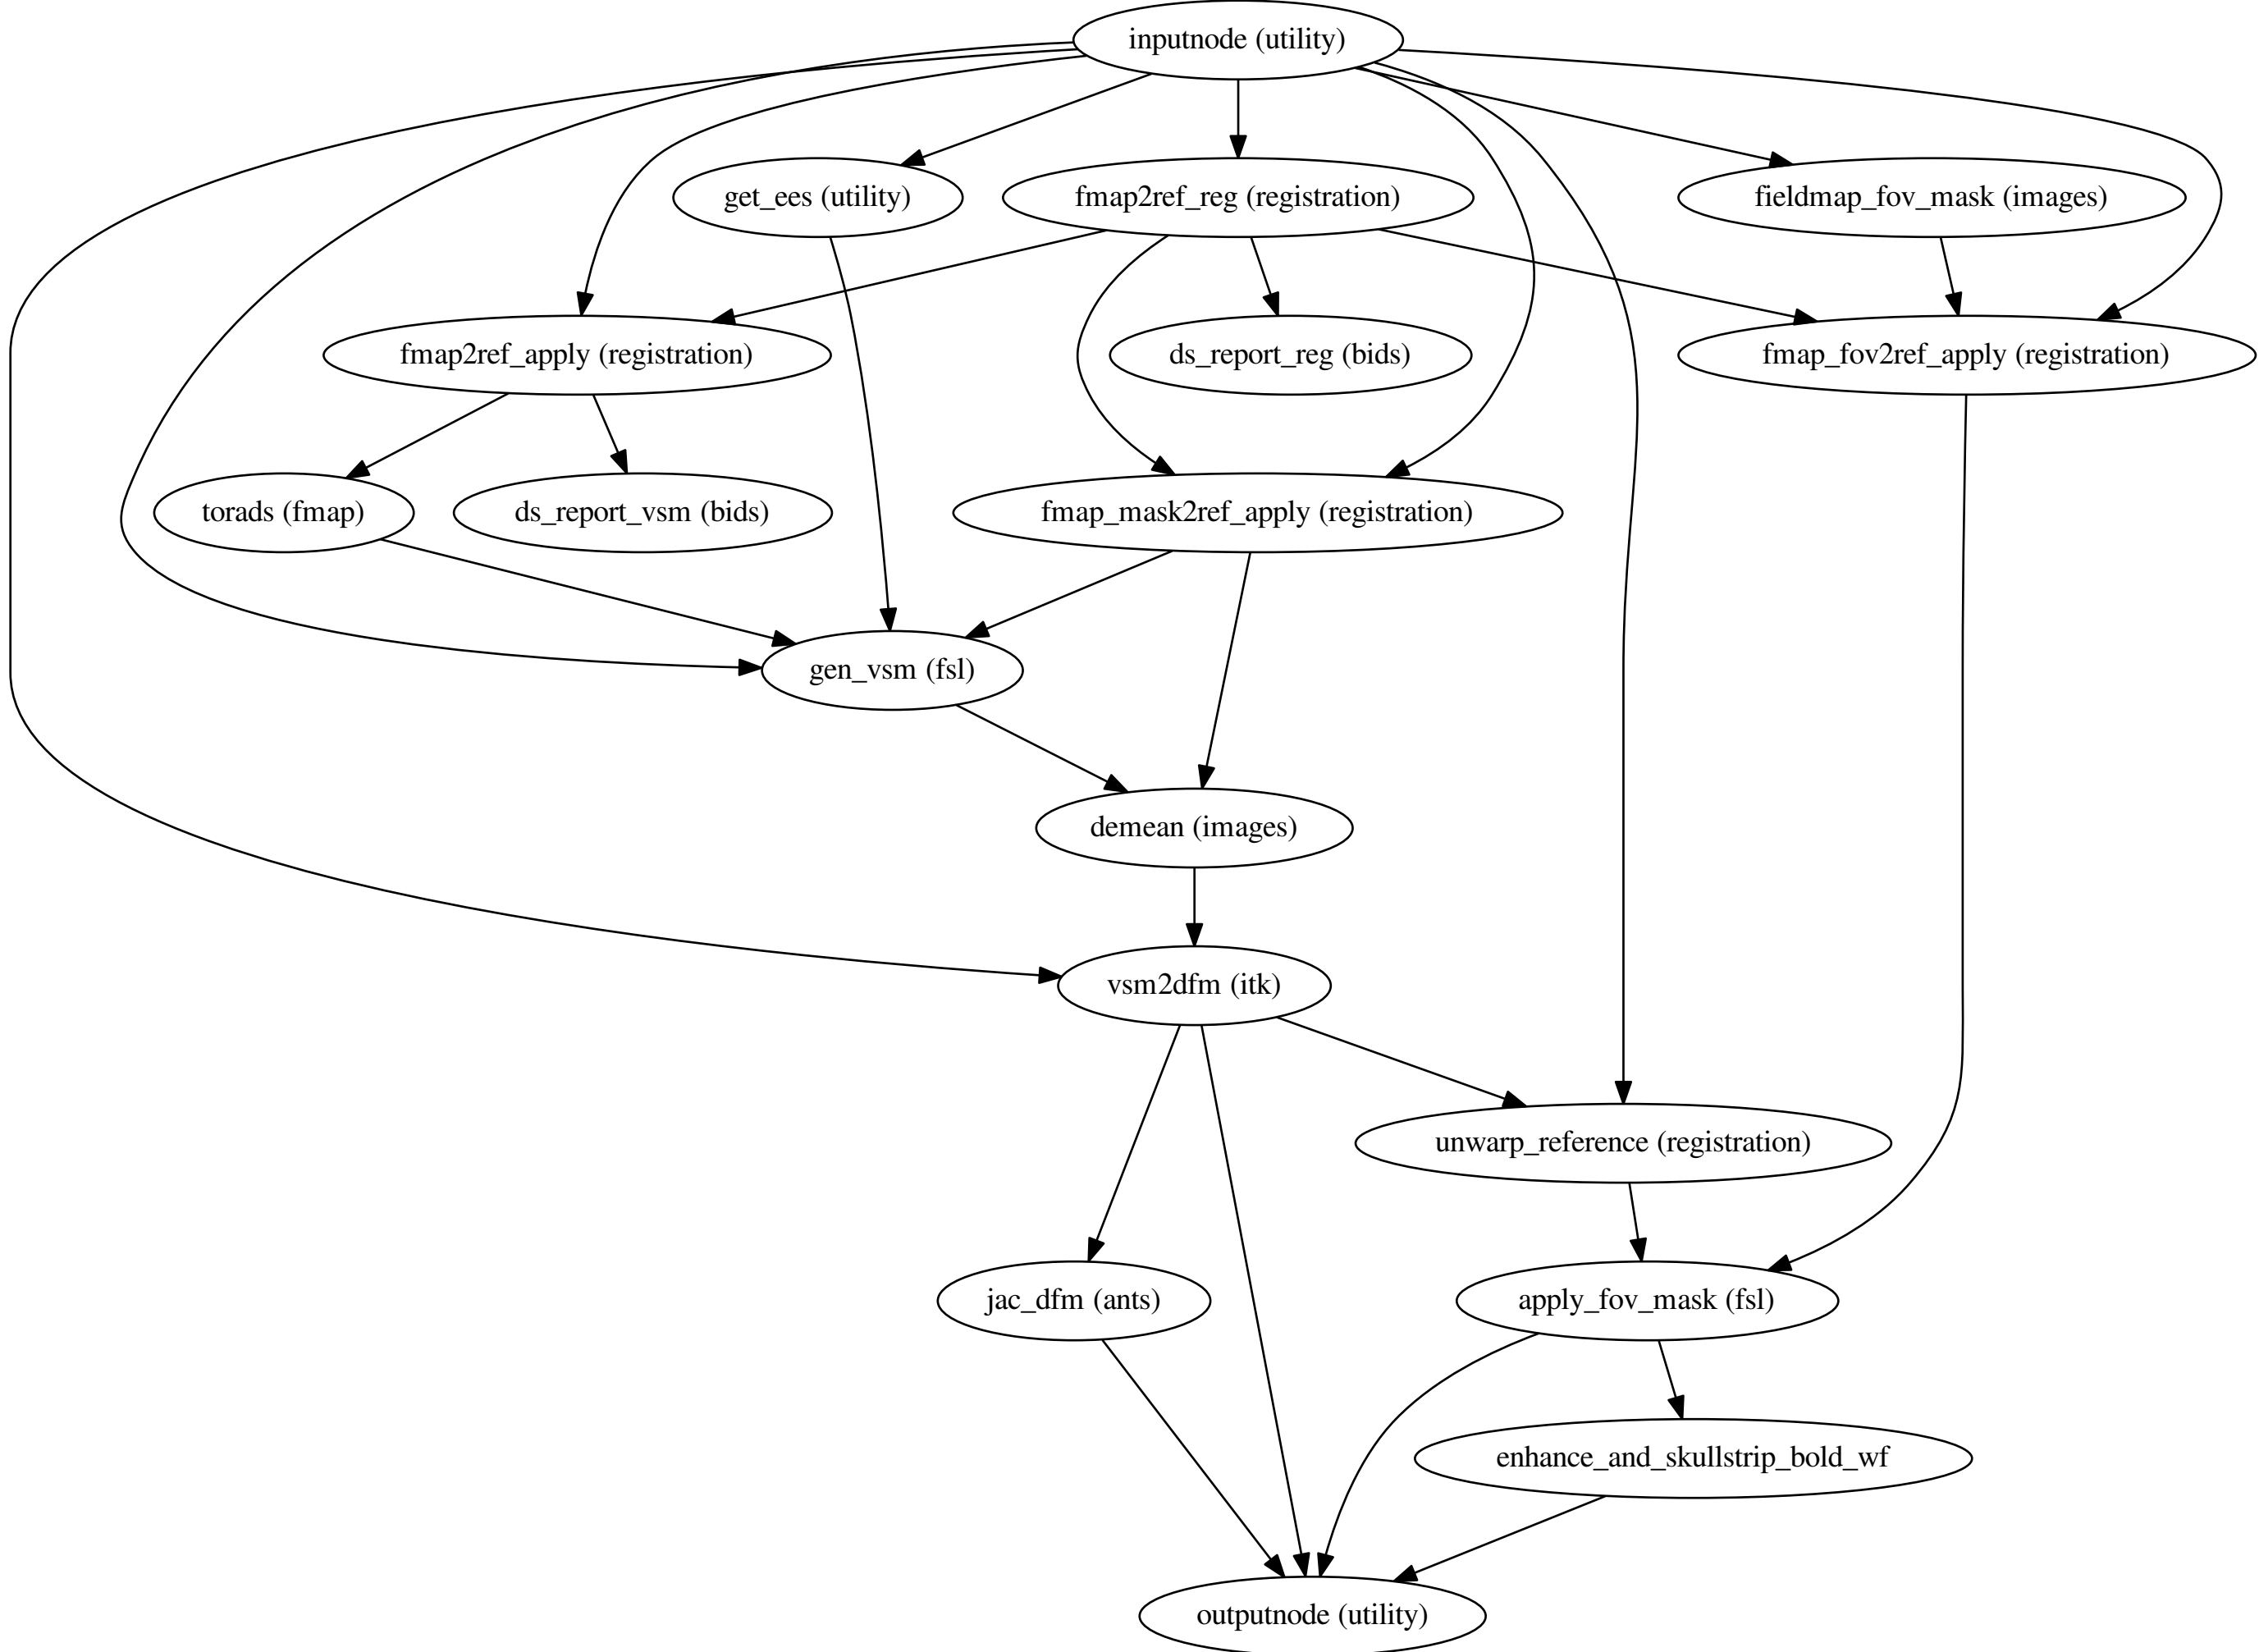 inputnode (utility)
get_ees (utility)
fmap2ref_reg (registration)
fieldmap_fov_mask (images)
fmap2ref_apply (registration)
ds_report_reg (bids)
fmap_fov2ref_apply (registration)
torads (fmap)
ds_report_vsm (bids)
fmap_mask2ref_apply (registration)
gen_vsm (fsl)
demean (images)
vsm2dfm (itk)
unwarp_reference (registration)
jac_dfm (ants)
apply_fov_mask (fsl)
enhance_and_skullstrip_bold_wf
outputnode (utility)